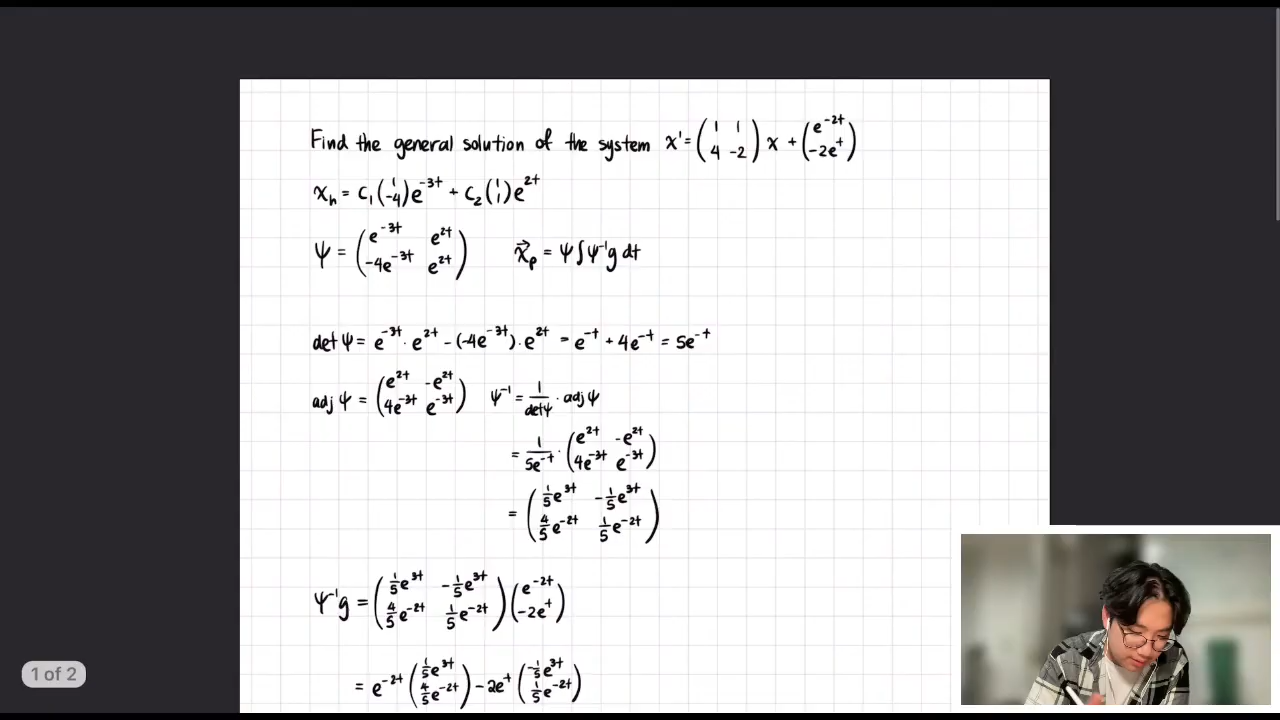 Find the general solution of the system x' = (1 1 / 4 -2) x + (e^-2t / -2e^t)
x_h = c₁(1 / -4)e^-3t + c₂(1 / 1)e^2t
Ψ = (e^-3t e^2t / -4e^-3t e^2t) x⃗_p = Ψ∫Ψ^-1 g dt
det Ψ = e^-3t · e^2t - (-4e^-3t) · e^2t = e^-t + 4e^-t = 5e^-t
adj Ψ = (e^2t -e^2t / 4e^-3t e^-3t) Ψ^-1 = 1/detΨ · adj Ψ
= 1/5e^-t · (e^2t -e^2t / 4e^-3t e^-3t)
= (1/5 e^3t -1/5 e^3t / 4/5 e^-2t 1/5 e^-2t)
Ψ^-1 g = (1/5 e^3t -1/5 e^3t / 4/5 e^-2t 1/5 e^-2t)(e^-2t / -2e^t)
= e^-2t (1/5 e^3t / 4/5 e^-2t) - 2e^t (-1/5 e^3t / 1/5 e^-2t)
1 of 2